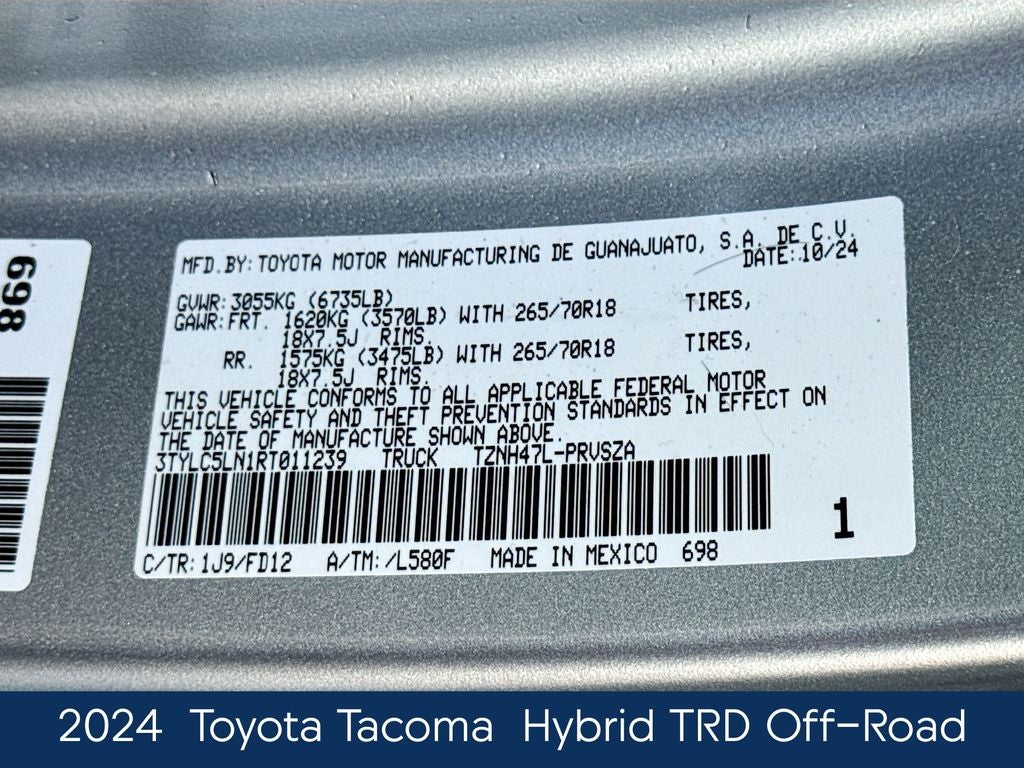 698
MFD.BY: TOYOTA MOTOR MANUFACTURING DE GUANAJUATO, S.A. DE C.V.
DATE: 10/24
GVWR: 3055KG (6735LB)
GAWR: FRT. 1620KG (3570LB) WITH 265/70R18 TIRES,
18X7.5J RIMS.
RR. 1575KG (3475LB) WITH 265/70R18 TIRES,
18X7.5J RIMS.
THIS VEHICLE CONFORMS TO ALL APPLICABLE FEDERAL MOTOR
VEHICLE SAFETY AND THEFT PREVENTION STANDARDS IN EFFECT ON
THE DATE OF MANUFACTURE SHOWN ABOVE.
3TYLC5LN1RT011239 TRUCK TZNH47L-PRVSZA
1
C/TR: 1J9/FD12 A/TM: /L580F MADE IN MEXICO 698
2024 Toyota Tacoma Hybrid TRD Off-Road